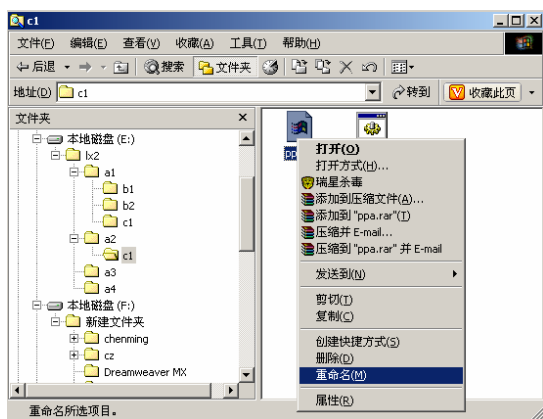 c1
文件(F) 编辑(E) 查看(V) 收藏(A) 工具(T) 帮助(H)
后退 搜索 文件夹
地址(D) c1 转到 收藏此页
文件夹
本地磁盘 (E:)
lx2
a1
b1
b2
c1
a2
c1
a3
a4
本地磁盘 (F:)
新建文件夹
chenming
cz
Dreamweaver MX
打开(O)
打开方式(H)...
瑞星杀毒
添加到压缩文件(A)...
添加到 "ppa.rar"(T)
压缩并 E-mail...
压缩到 "ppa.rar" 并 E-mail
发送到(N)
剪切(T)
复制(C)
创建快捷方式(S)
删除(D)
重命名(M)
属性(R)
重命名所选项目。